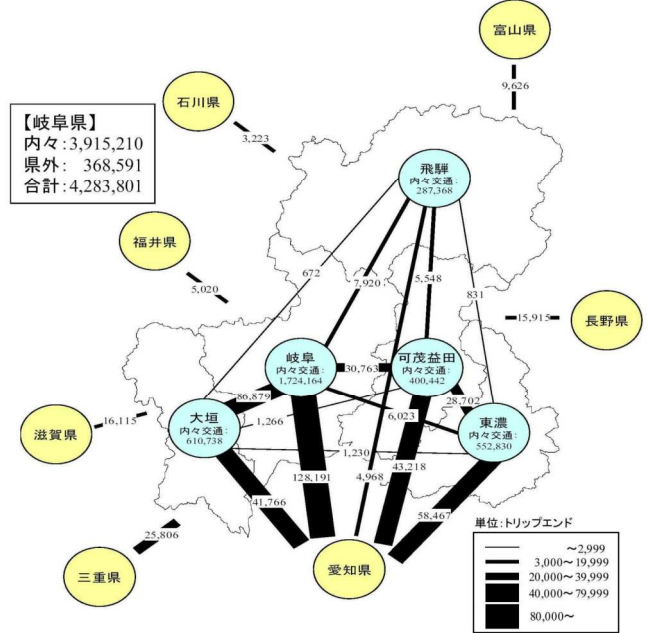 富山県
9,626
石川県
3,223
【岐阜県】
内々:3,915,210
県外: 368,591
合計:4,283,801
飛騨
内々交通:
287,368
福井県
5,020
672
7,920
5,548
831
15,915
長野県
岐阜
内々交通:
1,724,164
30,763
可茂益田
内々交通:
400,442
86,879
28,702
滋賀県
16,115
大垣
内々交通:
610,738
1,266
6,023
東濃
内々交通:
552,830
1,230
128,191
4,968
43,218
41,766
58,467
25,806
三重県
愛知県
単位:トリップエンド
～2,999
3,000～19,999
20,000～39,999
40,000～79,999
80,000～